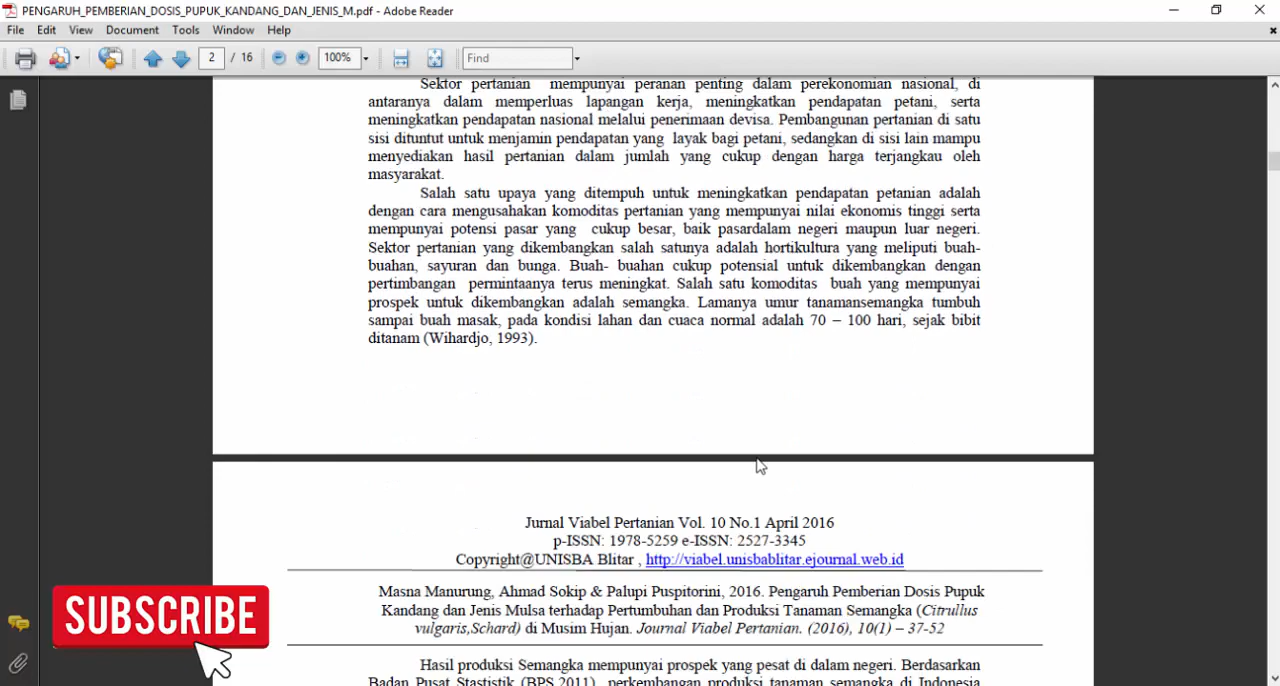 PENGARUH_PEMBERIAN_DOSIS_PUPUK_KANDANG_DAN_JENIS_M.pdf - Adobe Reader
File Edit View Document Tools Window Help
2 / 16 100% Find
Sektor pertanian mempunyai peranan penting dalam perekonomian nasional, di
antaranya dalam memperluas lapangan kerja, meningkatkan pendapatan petani, serta
meningkatkan pendapatan nasional melalui penerimaan devisa. Pembangunan pertanian di satu
sisi dituntut untuk menjamin pendapatan yang layak bagi petani, sedangkan di sisi lain mampu
menyediakan hasil pertanian dalam jumlah yang cukup dengan harga terjangkau oleh
masyarakat.
Salah satu upaya yang ditempuh untuk meningkatkan pendapatan petanian adalah
dengan cara mengusahakan komoditas pertanian yang mempunyai nilai ekonomis tinggi serta
mempunyai potensi pasar yang cukup besar, baik pasardalam negeri maupun luar negeri.
Sektor pertanian yang dikembangkan salah satunya adalah hortikultura yang meliputi buah-
buahan, sayuran dan bunga. Buah- buahan cukup potensial untuk dikembangkan dengan
pertimbangan permintaanya terus meningkat. Salah satu komoditas buah yang mempunyai
prospek untuk dikembangkan adalah semangka. Lamanya umur tanamansemangka tumbuh
sampai buah masak, pada kondisi lahan dan cuaca normal adalah 70 – 100 hari, sejak bibit
ditanam (Wihardjo, 1993).
Jurnal Viabel Pertanian Vol. 10 No.1 April 2016
p-ISSN: 1978-5259 e-ISSN: 2527-3345
Copyright@UNISBA Blitar , http://viabel.unisbablitar.ejournal.web.id
Masna Manurung, Ahmad Sokip & Palupi Puspitorini, 2016. Pengaruh Pemberian Dosis Pupuk
Kandang dan Jenis Mulsa terhadap Pertumbuhan dan Produksi Tanaman Semangka (Citrullus
vulgaris,Schard) di Musim Hujan. Journal Viabel Pertanian. (2016), 10(1) – 37-52
SUBSCRIBE
Hasil produksi Semangka mempunyai prospek yang pesat di dalam negeri. Berdasarkan
Badan Pusat Stastistik (BPS,2011), perkembangan produksi tanaman semangka di Indonesia